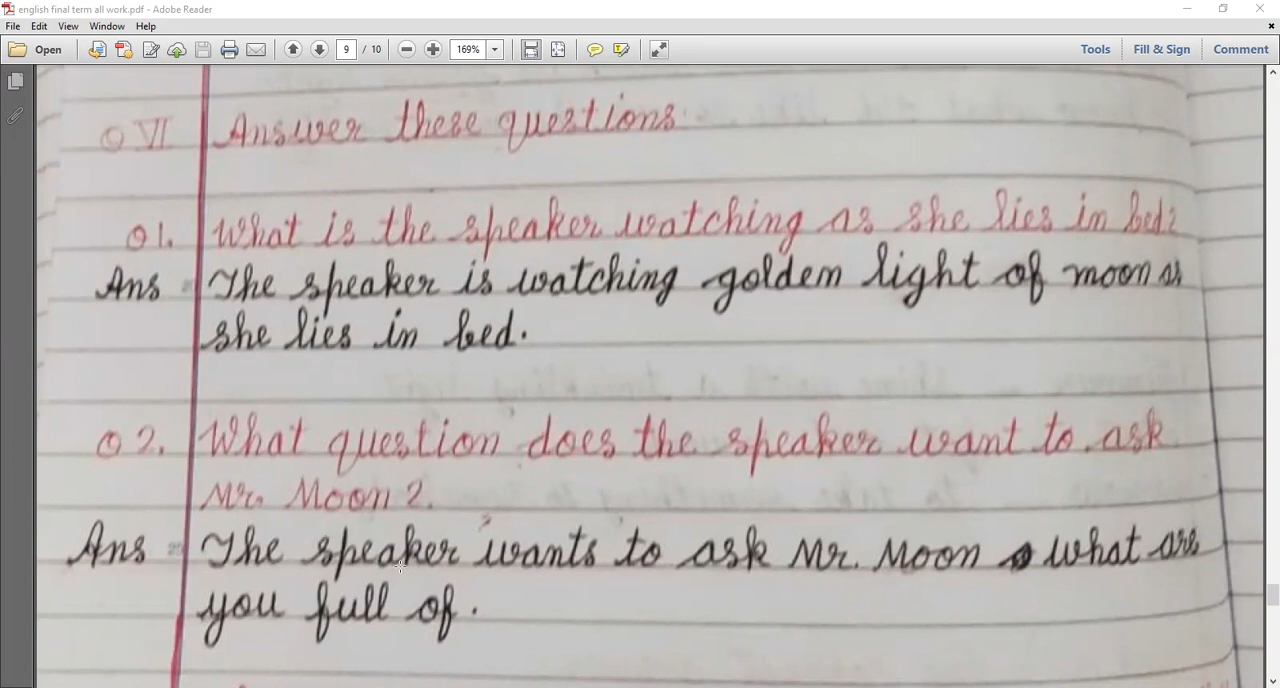 english final term all work.pdf - Adobe Reader
File Edit View Window Help
Open 9 / 10 169% Tools Fill & Sign Comment
Q VI Answer these questions
Q 1. What is the speaker watching as she lies in bed?
Ans = The speaker is watching goldem light of moon as
she lies in bed.
Q 2. What question does the speaker want to ask
Mr. Moon ?.
Ans = The speaker wants to ask Mr. Moon what are
you full of.